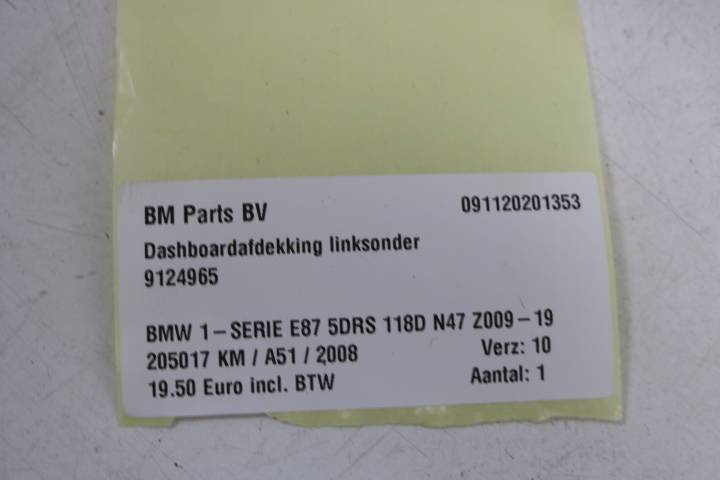 BM Parts BV 091120201353
Dashboardafdekking linksonder
9124965
BMW 1-SERIE E87 5DRS 118D N47 Z009-19
205017 KM / A51 / 2008 Verz: 10
19.50 Euro incl. BTW Aantal: 1